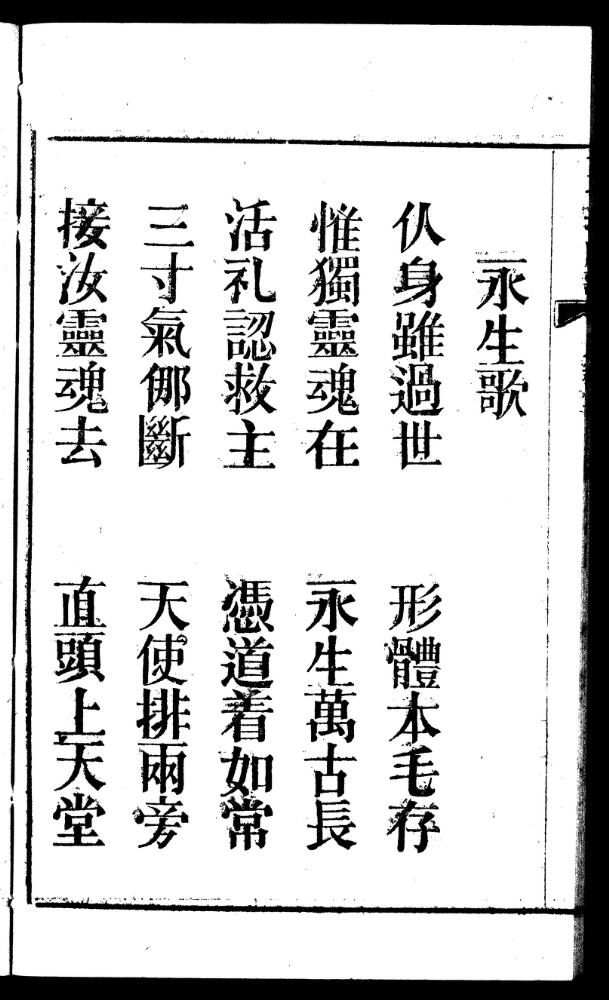 永生歌
仈身雖過世　形體本毛存
惟獨靈魂在　永生萬古長
活礼認救主　憑道着如常
三寸氣㑚斷　天使排兩旁
接汝靈魂去　直頭上天堂